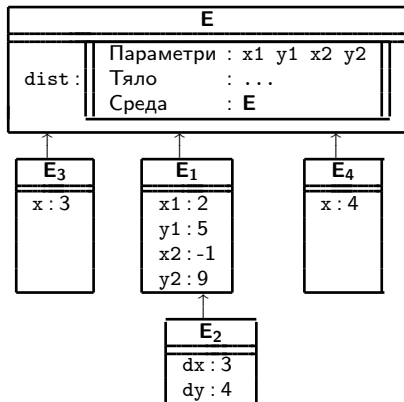 E
Параметри : x1 y1 x2 y2
dist : Тяло : ...
Среда : E
E₃ E₁ E₄
x : 3 x1 : 2 x : 4
y1 : 5
x2 : -1
y2 : 9
E₂
dx : 3
dy : 4